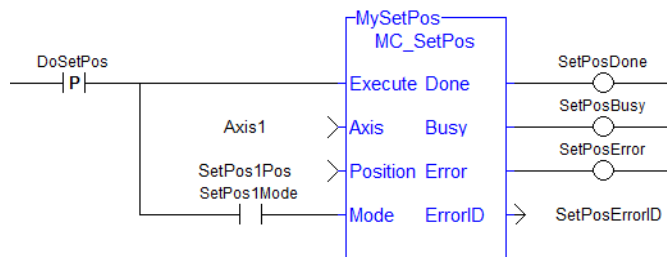 MySetPos
MC_SetPos
DoSetPos
P
Execute Done
SetPosDone
Axis1
Axis Busy
SetPosBusy
SetPos1Pos
Position Error
SetPosError
SetPos1Mode
Mode ErrorID
SetPosErrorID